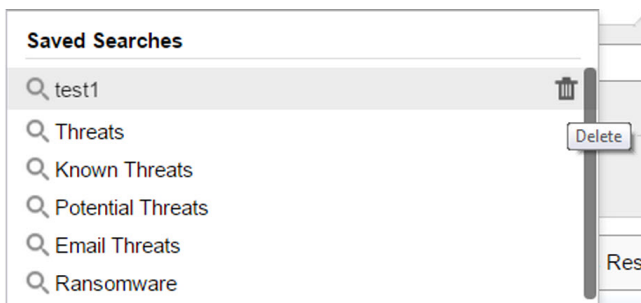 Saved Searches
test1
Threats
Delete
Known Threats
Potential Threats
Email Threats
Res
Ransomware